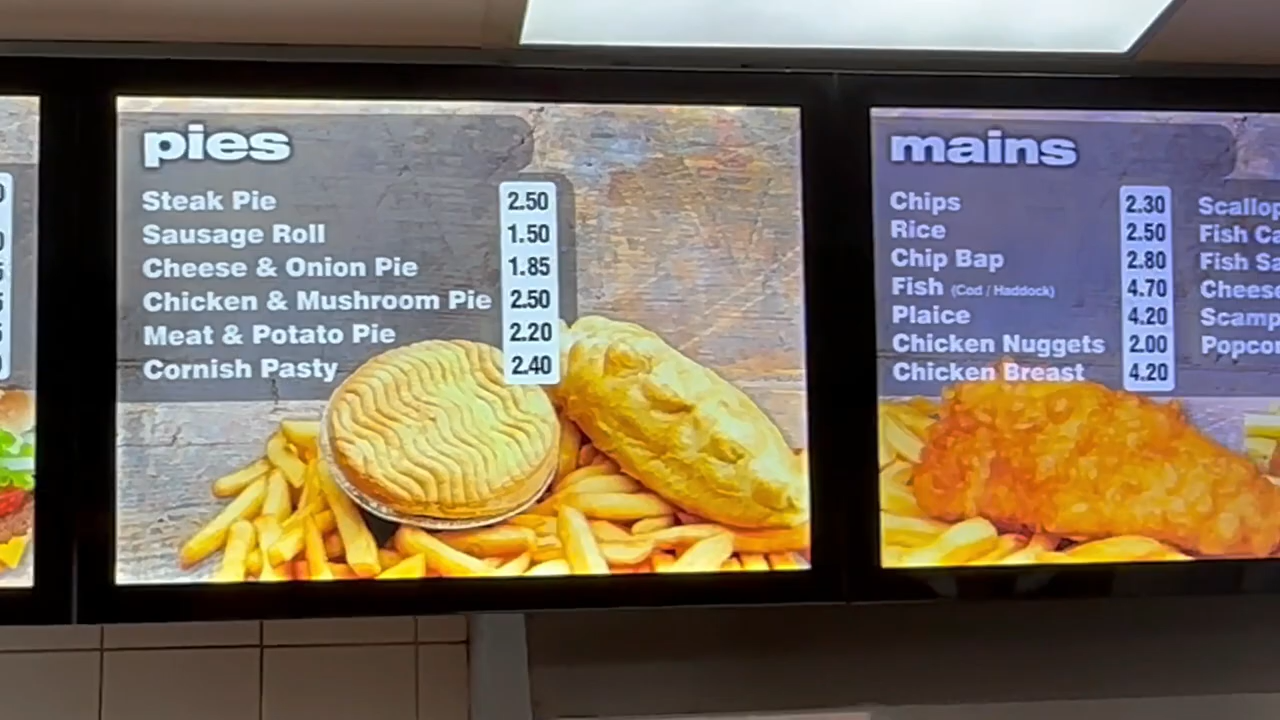 pies
Steak Pie 2.50
Sausage Roll 1.50
Cheese & Onion Pie 1.85
Chicken & Mushroom Pie 2.50
Meat & Potato Pie 2.20
Cornish Pasty 2.40
mains
Chips 2.30
Rice 2.50
Chip Bap 2.80
Fish (Cod / Haddock) 4.70
Plaice 4.20
Chicken Nuggets 2.00
Chicken Breast 4.20
Fish
Fish